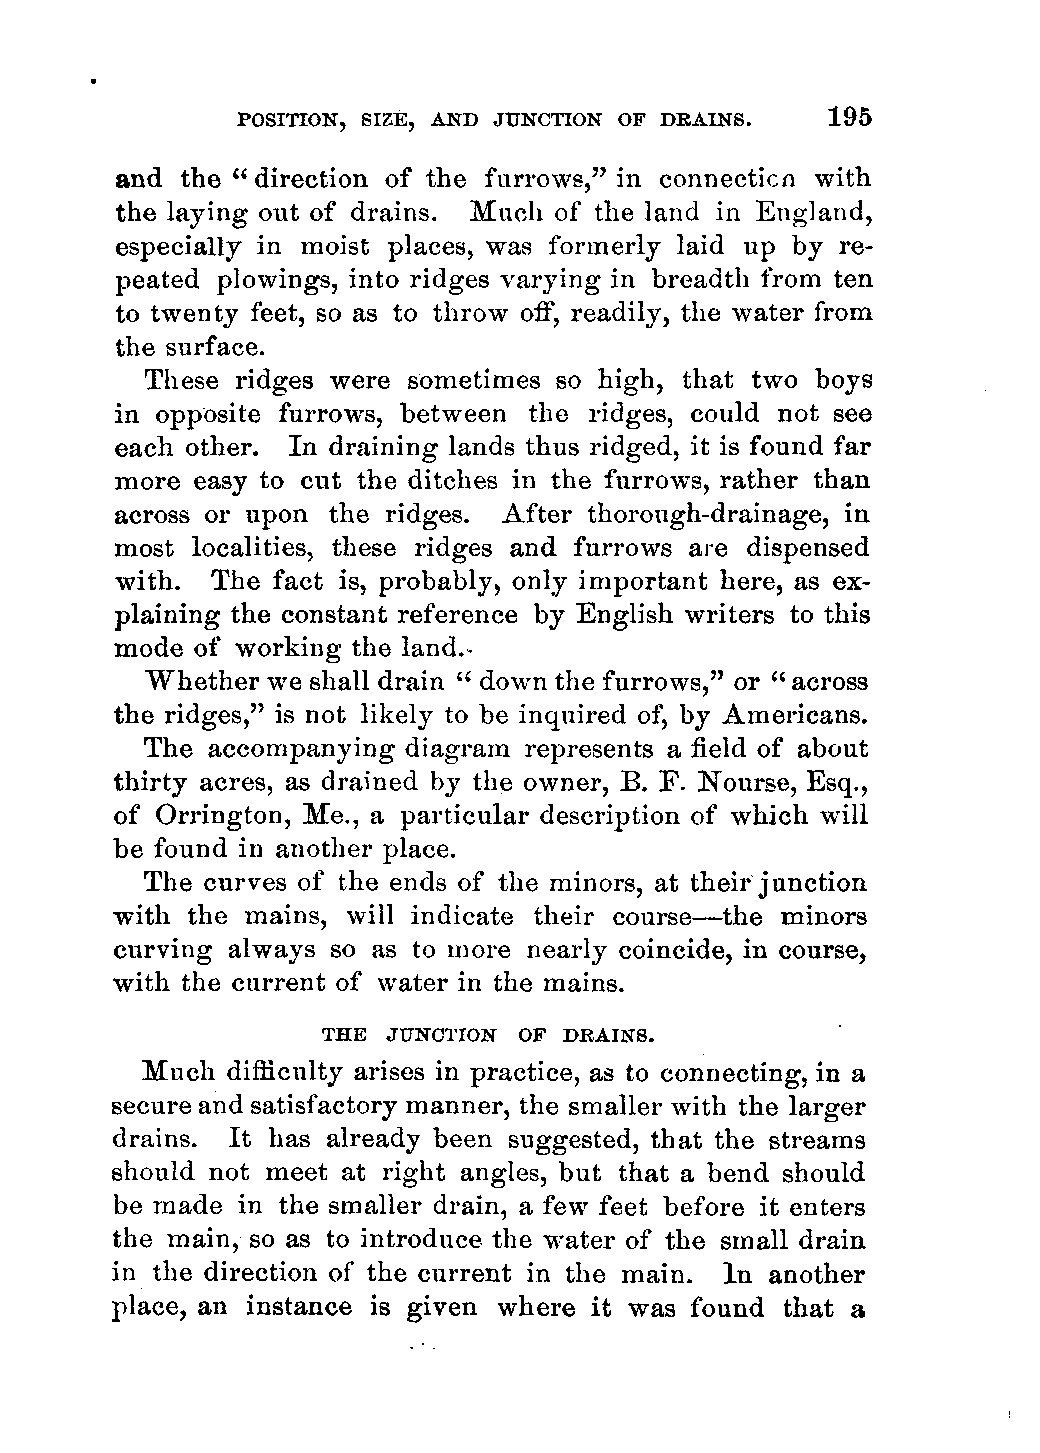 POSITION, SIZE, AND JUNCTION OF DRAINS. 195
and the “ direction of the furrows,” in connection with
the laying out of drains. Much of the land in England,
especially in moist places, was formerly laid up by re-
peated plowings, into ridges varying in breadth from ten
to twenty feet, so as to throw off, readily, the water from
the surface.
These ridges were sometimes so high, that two boys
in opposite furrows, between the ridges, could not see
each other. In draining lands thus ridged, it is found far
more easy to cut the ditches in the furrows, rather than
across or upon the ridges. After thorough-drainage, in
most localities, these ridges and furrows are dispensed
with. The fact is, probably, only important here, as ex-
plaining the constant reference by English writers to this
mode of working the land.
Whether we shall drain “ down the furrows,” or “ across
the ridges,” is not likely to be inquired of, by Americans.
The accompanying diagram represents a field of about
thirty acres, as drained by the owner, B. F. Nourse, Esq.,
of Orrington, Me., a particular description of which will
be found in another place.
The curves of the ends of the minors, at their junction
with the mains, will indicate their course—the minors
curving always so as to more nearly coincide, in course,
with the current of water in the mains.
THE JUNCTION OF DRAINS.
Much difficulty arises in practice, as to connecting, in a
secure and satisfactory manner, the smaller with the larger
drains. It has already been suggested, that the streams
should not meet at right angles, but that a bend should
be made in the smaller drain, a few feet before it enters
the main, so as to introduce the water of the small drain
in the direction of the current in the main. In another
place, an instance is given where it was found that a